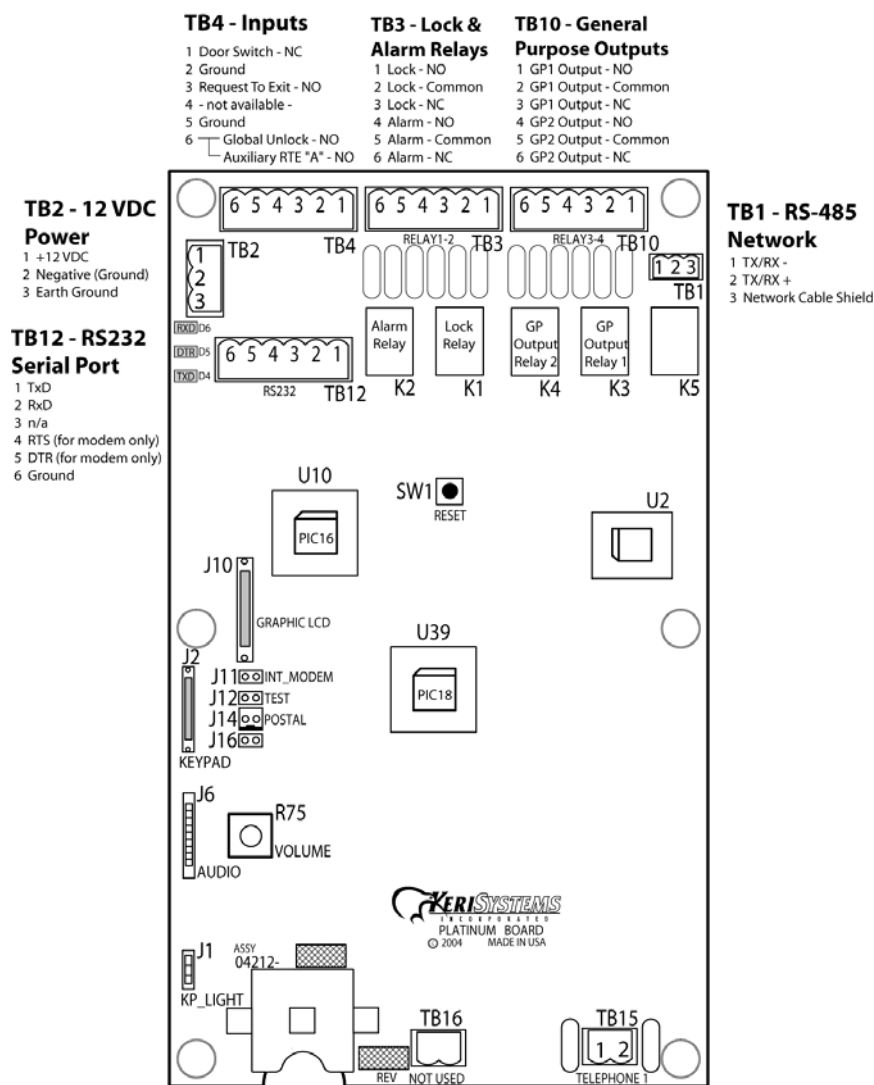 TB4 - Inputs
1 Door Switch - NC
2 Ground
3 Request To Exit - NO
4 - not available -
5 Ground
6 Global Unlock - NO
Auxiliary RTE "A" - NO
TB3 - Lock &
Alarm Relays
1 Lock - NO
2 Lock - Common
3 Lock - NC
4 Alarm - NO
5 Alarm - Common
6 Alarm - NC
TB10 - General
Purpose Outputs
1 GP1 Output - NO
2 GP1 Output - Common
3 GP1 Output - NC
4 GP2 Output - NO
5 GP2 Output - Common
6 GP2 Output - NC
TB2 - 12 VDC
Power
1 +12 VDC
2 Negative (Ground)
3 Earth Ground
TB12 - RS232
Serial Port
1 TxD
2 RxD
3 n/a
4 RTS (for modem only)
5 DTR (for modem only)
6 Ground
TB1 - RS-485
Network
1 TX/RX -
2 TX/RX +
3 Network Cable Shield
6 5 4 3 2 1
6 5 4 3 2 1
6 5 4 3 2 1
TB2
TB4
RELAY1-2
TB3
RELAY3-4
TB10
1
2
3
1 2 3
TB1
RXD D6
DTR D5
TXD D4
6 5 4 3 2 1
RS232
TB12
Alarm
Relay
K2
Lock
Relay
K1
GP
Output
Relay 2
K4
GP
Output
Relay 1
K3
K5
U10
PIC16
SW1
RESET
U2
J10
GRAPHIC LCD
U39
PIC18
J2
KEYPAD
J11 INT_MODEM
J12 TEST
J14 POSTAL
J16
J6
AUDIO
R75
VOLUME
KERISYSTEMS
INCORPORATED
PLATINUM BOARD
© 2004 MADE IN USA
J1
KP_LIGHT
ASSY
04212-
REV
TB16
NOT USED
TB15
1 2
TELEPHONE 1